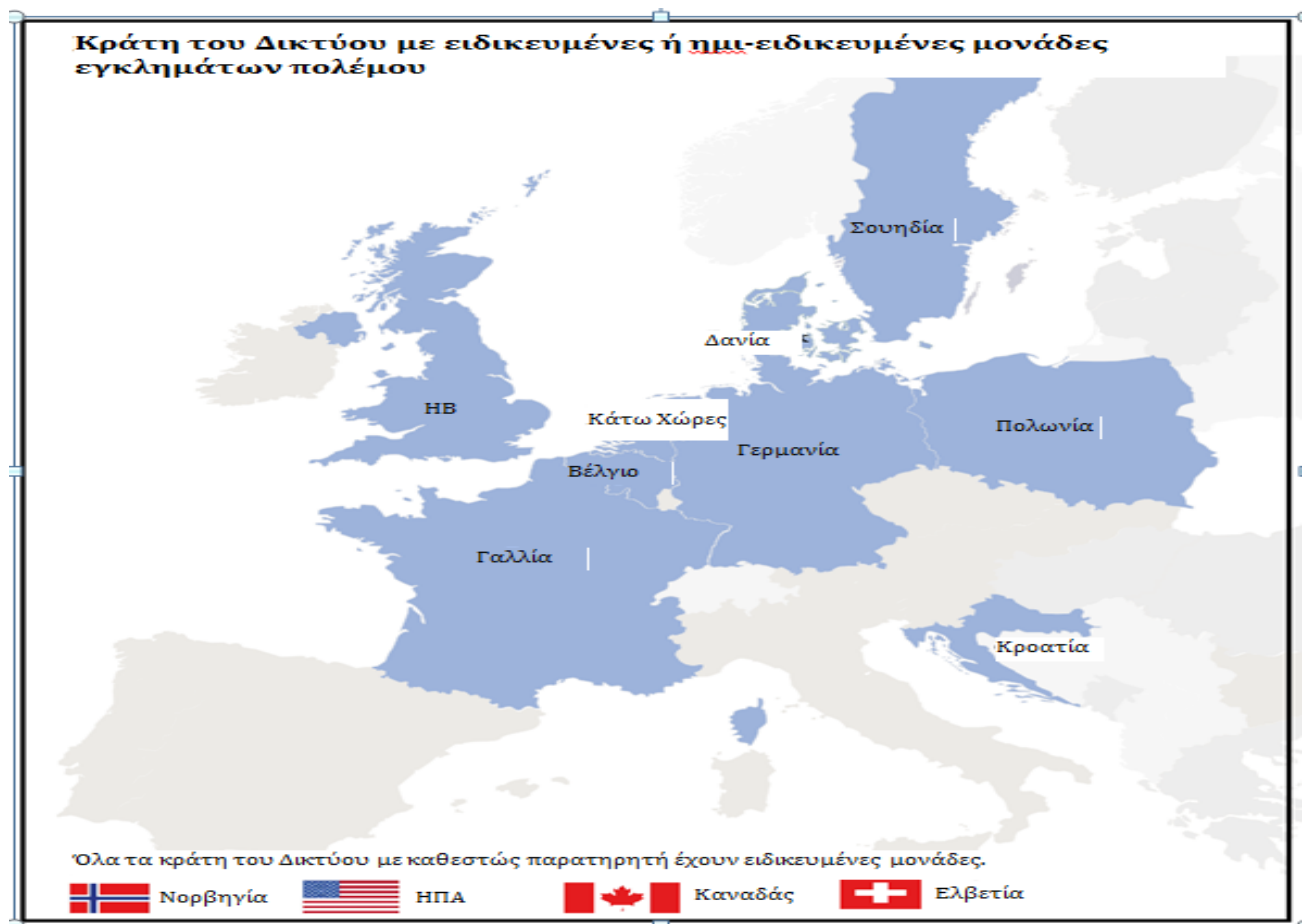 Κράτη του Δικτύου με ειδικευμένες ή ημι-ειδικευμένες μονάδες
εγκλημάτων πολέμου
Σουηδία
Δανία
ΗΒ
Κάτω Χώρες
Πολωνία
Γερμανία
Βέλγιο
Γαλλία
Κροατία
Όλα τα κράτη του Δικτύου με καθεστώς παρατηρητή έχουν ειδικευμένες μονάδες.
Νορβηγία ΗΠΑ Καναδάς Ελβετία